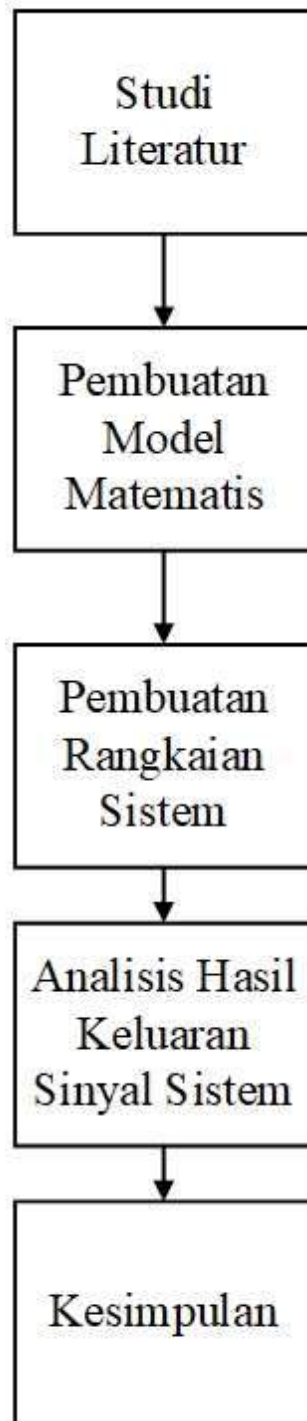 Studi
Literatur
Pembuatan
Model
Matematis
Pembuatan
Rangkaian
Sistem
Analisis Hasil
Keluaran
Sinyal Sistem
Kesimpulan